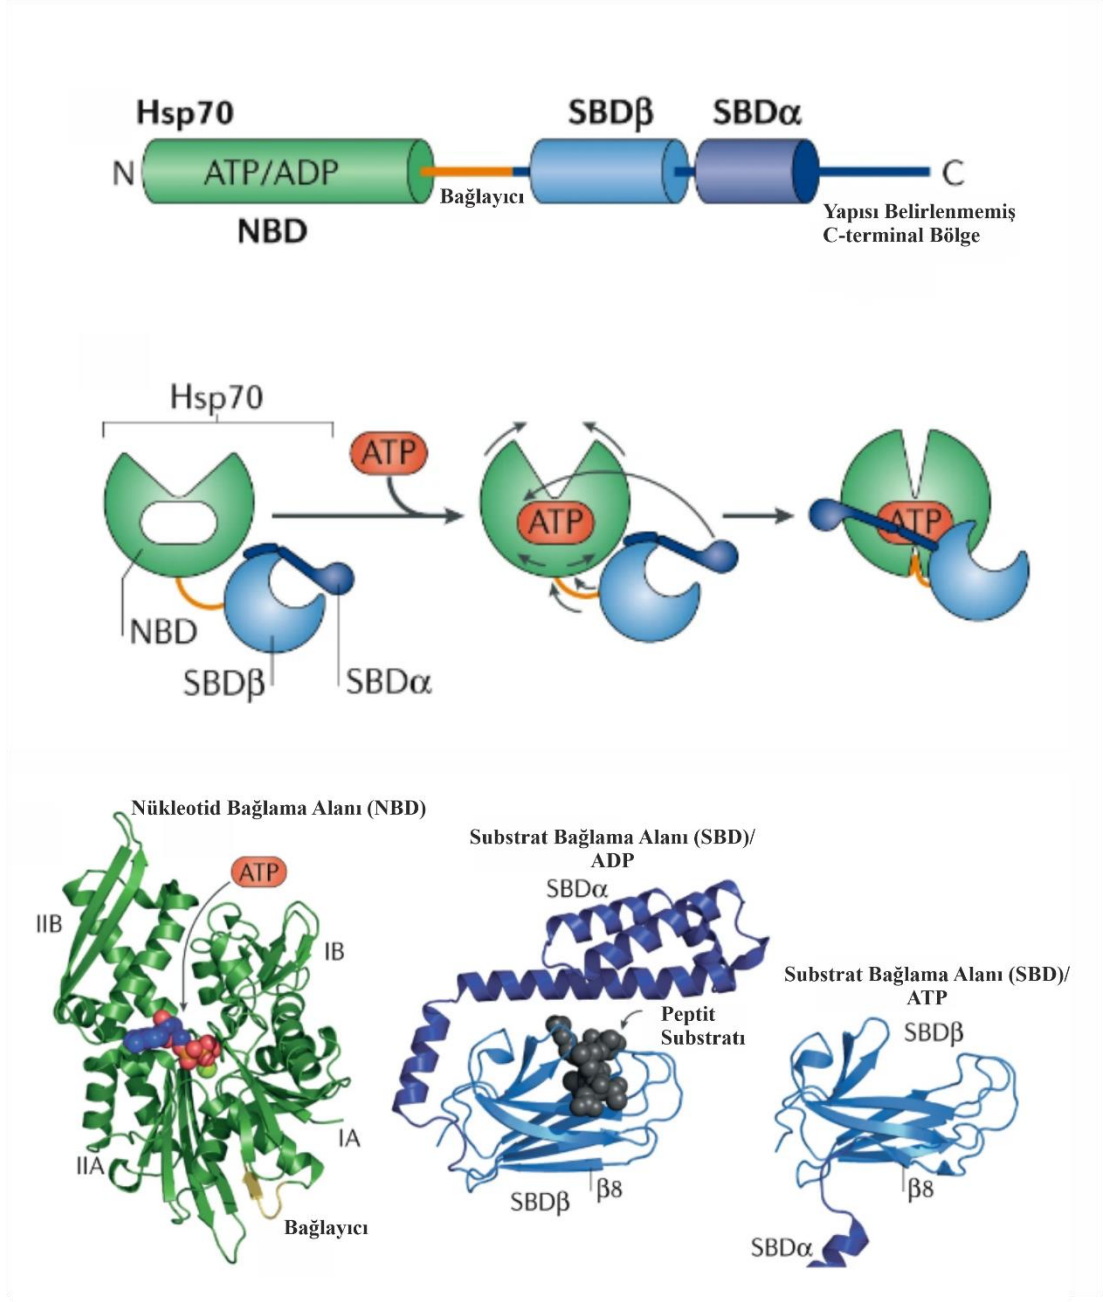 Hsp70
SBDβ
SBDα
N
ATP/ADP
C
Bağlayıcı
NBD
Yapısı Belirlenmemiş
C-terminal Bölge
Hsp70
ATP
ATP
ATP
NBD
SBDβ
SBDα
Nükleotid Bağlama Alanı (NBD)
ATP
IIB
IB
IIA
IA
Bağlayıcı
Substrat Bağlama Alanı (SBD)/
ADP
SBDα
Peptit
Substratı
SBDβ
β8
Substrat Bağlama Alanı (SBD)/
ATP
SBDβ
β8
SBDα